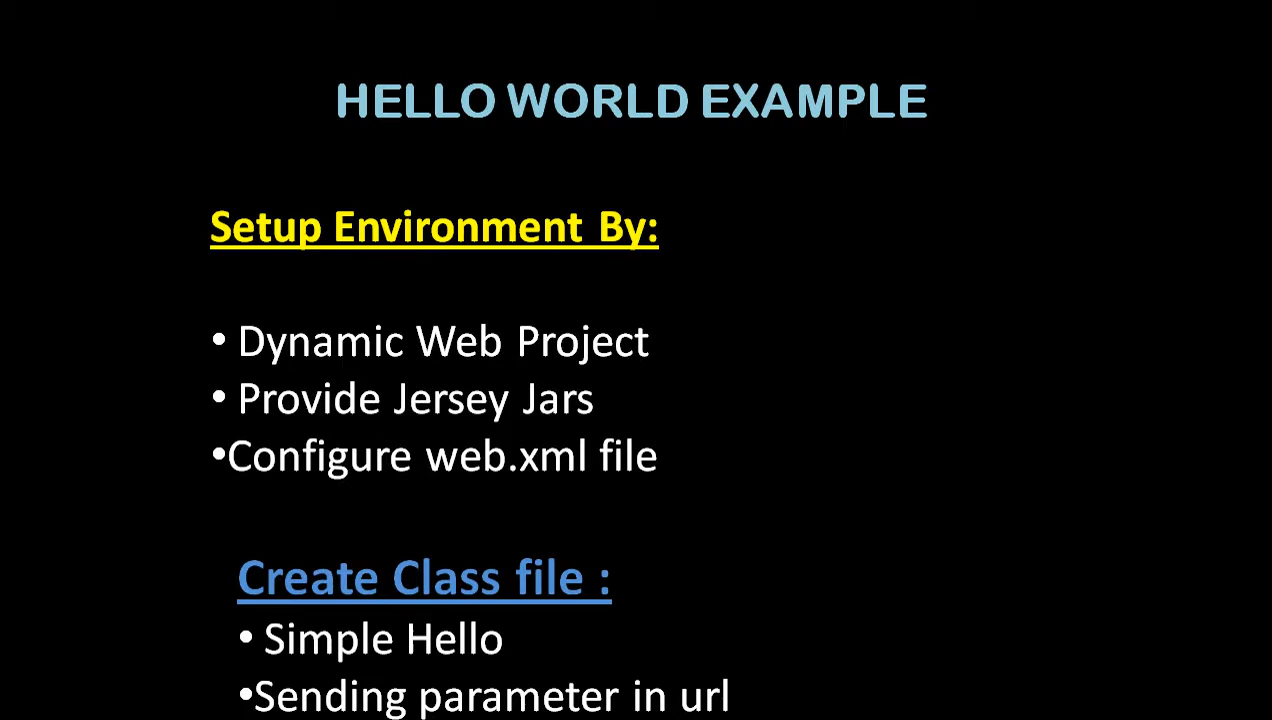 HELLO WORLD EXAMPLE
Setup Environment By:
• Dynamic Web Project
• Provide Jersey Jars
•Configure web.xml file
Create Class file :
• Simple Hello
•Sending parameter in url